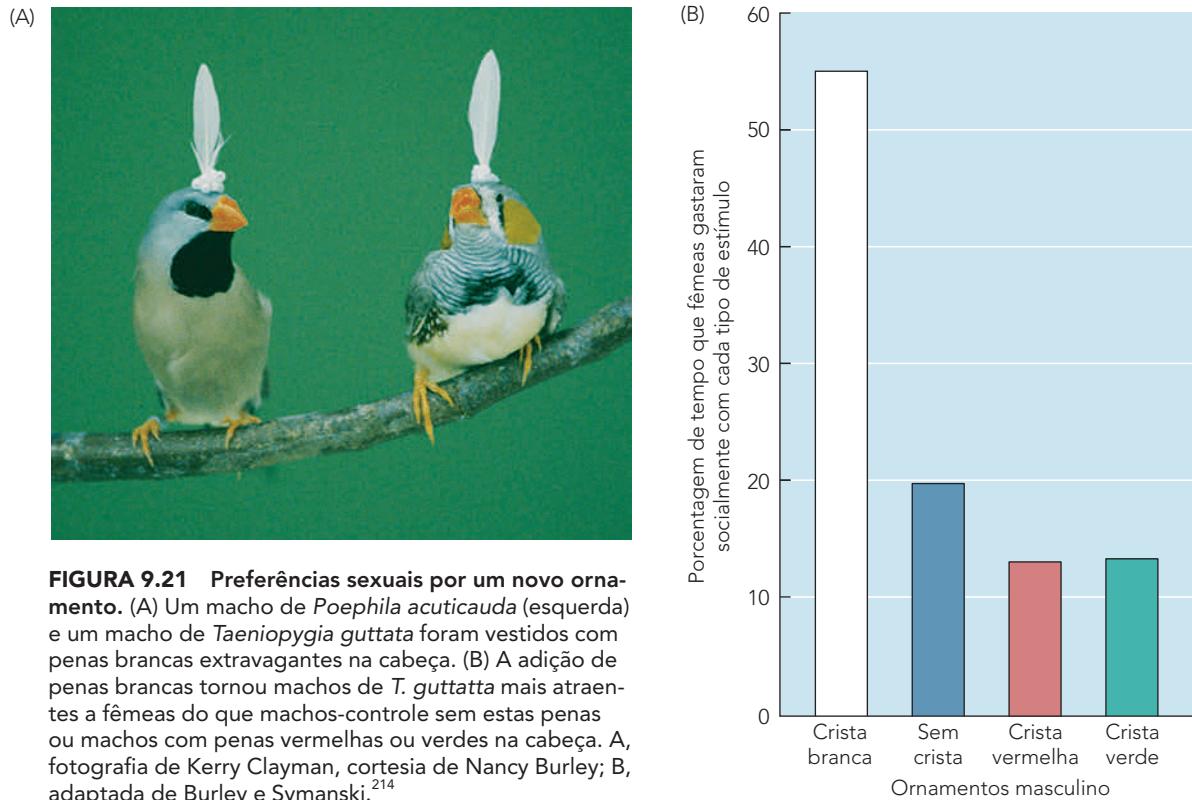 (A)
FIGURA 9.21 Preferências sexuais por um novo orna-
mento. (A) Um macho de Poephila acuticauda (esquerda)
e um macho de Taeniopygia guttata foram vestidos com
penas brancas extravagantes na cabeça. (B) A adição de
penas brancas tornou machos de T. guttatta mais atraen-
tes a fêmeas do que machos-controle sem estas penas
ou machos com penas vermelhas ou verdes na cabeça. A,
fotografia de Kerry Clayman, cortesia de Nancy Burley; B,
adaptada de Burley e Symanski.214
(B)
Porcentagem de tempo que fêmeas gastaram
socialmente com cada tipo de estímulo
60
50
40
30
20
10
0
Crista
branca
Sem
crista
Crista
vermelha
Crista
verde
Ornamentos masculino